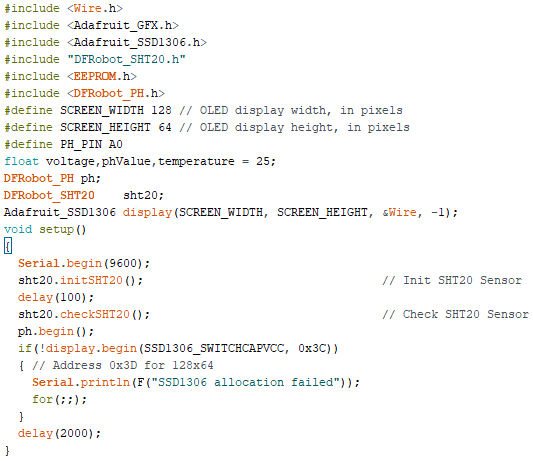 #include <Wire.h>
#include <Adafruit_GFX.h>
#include <Adafruit_SSD1306.h>
#include "DFRobot_SHT20.h"
#include <EEPROM.h>
#include <DFRobot_PH.h>
#define SCREEN_WIDTH 128 // OLED display width, in pixels
#define SCREEN_HEIGHT 64 // OLED display height, in pixels
#define PH_PIN A0
float voltage,phValue,temperature = 25;
DFRobot_PH ph;
DFRobot_SHT20    sht20;
Adafruit_SSD1306 display(SCREEN_WIDTH, SCREEN_HEIGHT, &Wire, -1);
void setup()
{
  Serial.begin(9600);
  sht20.initSHT20();                                  // Init SHT20 Sensor
  delay(100);
  sht20.checkSHT20();                                 // Check SHT20 Sensor
  ph.begin();
  if(!display.begin(SSD1306_SWITCHCAPVCC, 0x3C))
  { // Address 0x3D for 128x64
    Serial.println(F("SSD1306 allocation failed"));
    for(;;);
  }
  delay(2000);
}